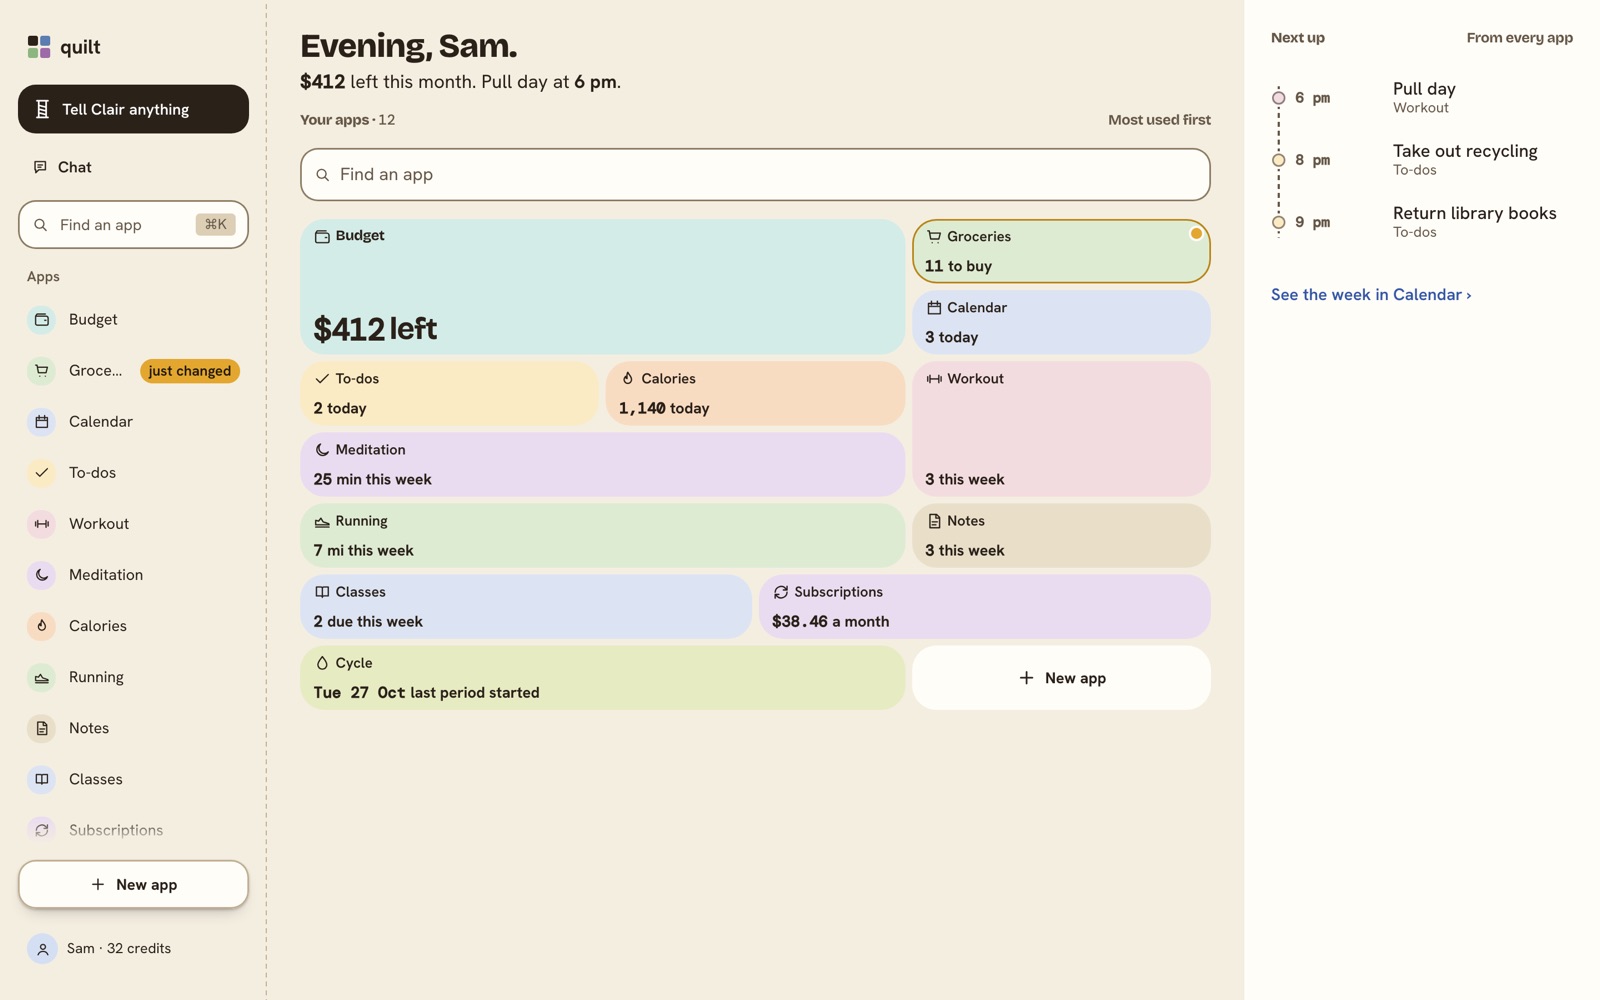 quilt
Tell Clair anything
Chat
Find an app ⌘K
Apps
Budget
Groce... just changed
Calendar
To-dos
Workout
Meditation
Calories
Running
Notes
Classes
Subscriptions
New app
Sam · 32 credits
Evening, Sam.
$412 left this month. Pull day at 6 pm.
Your apps · 12 Most used first
Find an app
Budget
$412 left
Groceries
11 to buy
Calendar
3 today
To-dos
2 today
Calories
1,140 today
Workout
3 this week
Meditation
25 min this week
Running
7 mi this week
Notes
3 this week
Classes
2 due this week
Subscriptions
$38.46 a month
Cycle
Tue 27 Oct last period started
New app
Next up From every app
6 pm Pull day
Workout
8 pm Take out recycling
To-dos
9 pm Return library books
To-dos
See the week in Calendar ›